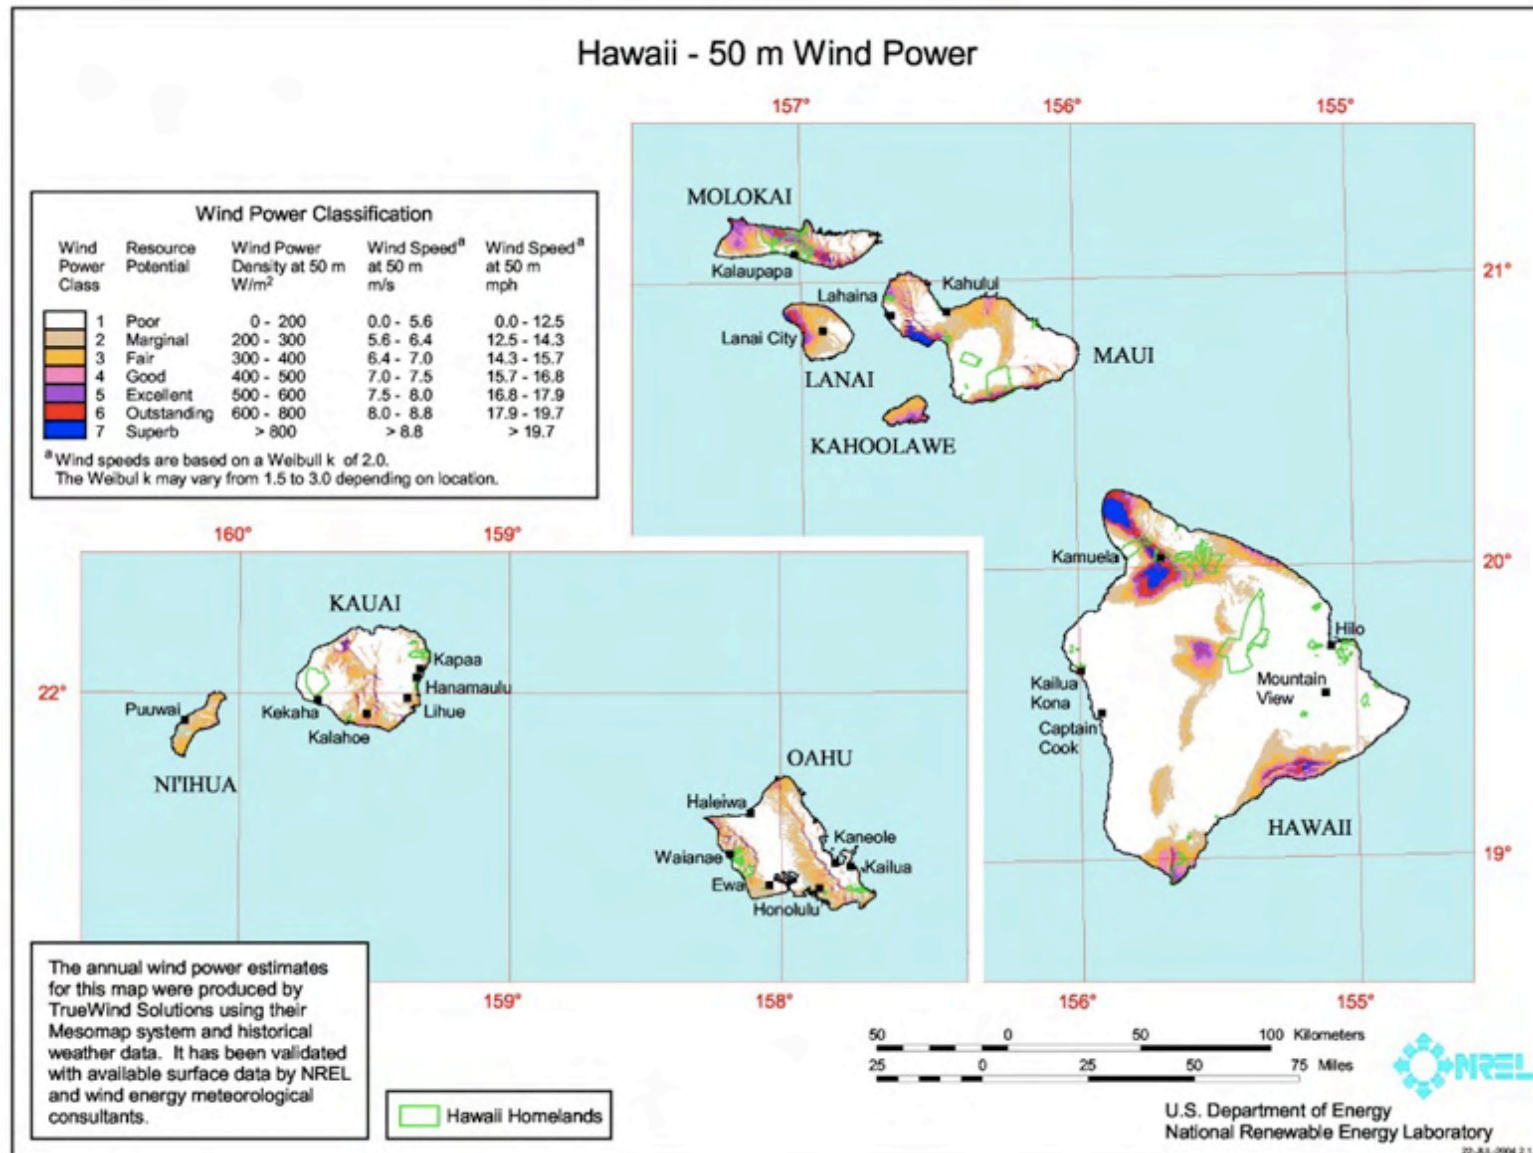 Hawaii - 50 m Wind Power
157°
156°
155°
Wind Power Classification
Wind Power Class
Resource Potential
Wind Power Density at 50 m W/m²
Wind Speedª at 50 m m/s
Wind Speedª at 50 m mph
1 Poor 0 - 200 0.0 - 5.6 0.0 - 12.5
2 Marginal 200 - 300 5.6 - 6.4 12.5 - 14.3
3 Fair 300 - 400 6.4 - 7.0 14.3 - 15.7
4 Good 400 - 500 7.0 - 7.5 15.7 - 16.8
5 Excellent 500 - 600 7.5 - 8.0 16.8 - 17.9
6 Outstanding 600 - 800 8.0 - 8.8 17.9 - 19.7
7 Superb > 800 > 8.8 > 19.7
ª Wind speeds are based on a Weibull k of 2.0.
The Weibul k may vary from 1.5 to 3.0 depending on location.
MOLOKAI
Kalaupapa
Lahaina
Kahului
21°
Lanai City
MAUI
LANAI
KAHOOLAWE
160°
159°
Kamuela
20°
KAUAI
Kapaa
Hanamaulu
Lihue
Kekaha
Kalahoe
22°
Puuwai
NI'IHUA
Hilo
Kailua
Kona
Mountain
View
Captain
Cook
OAHU
Haleiwa
Kaneole
Waianae
Kailua
Ewa
Honolulu
HAWAII
19°
159°
158°
156°
155°
The annual wind power estimates
for this map were produced by
TrueWind Solutions using their
Mesomap system and historical
weather data. It has been validated
with available surface data by NREL
and wind energy meteorological
consultants.
Hawaii Homelands
50 0 50 100 Kilometers
25 0 25 50 75 Miles
NREL
U.S. Department of Energy
National Renewable Energy Laboratory